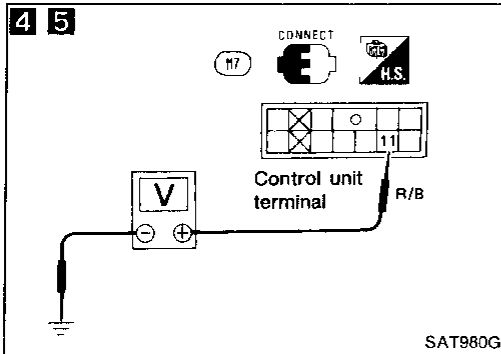 4 5
CONNECT
M7
H.S.
11
Control unit
terminal
R/B
V
- +
SAT980G